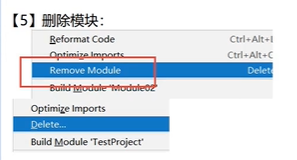 【5】删除模块：
Reformat Code Ctrl+Alt+
Optimize Imports Ctrl+Alt+
Remove Module Delete
Build Module 'Module02'
Optimize Imports
Delete...
Build Module 'TestProject'